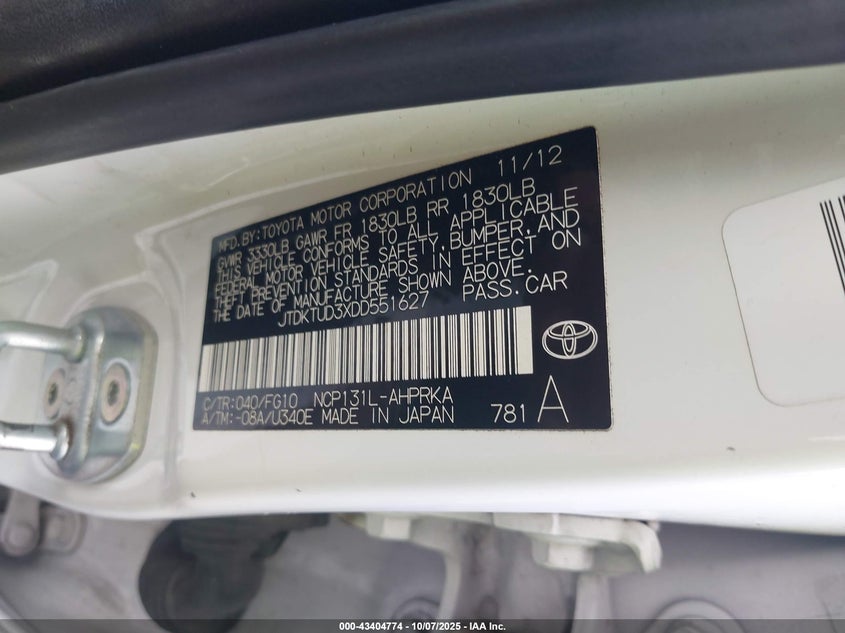 MFD.BY:TOYOTA MOTOR CORPORATION 11/12
GVWR 3330LB GAWR FR 1830LB RR 1830LB
THIS VEHICLE CONFORMS TO ALL APPLICABLE
FEDERAL MOTOR VEHICLE SAFETY,BUMPER,AND
THEFT PREVENTION STANDARDS IN EFFECT ON
THE DATE OF MANUFACTURE SHOWN ABOVE.
JTDKTUD3XDD551627 PASS.CAR
C/TR:040/FG10 NCP131L-AHPRKA
A/TM:-08A/U340E MADE IN JAPAN 781 A
000-43404774 - 10/07/2025 - IAA Inc.